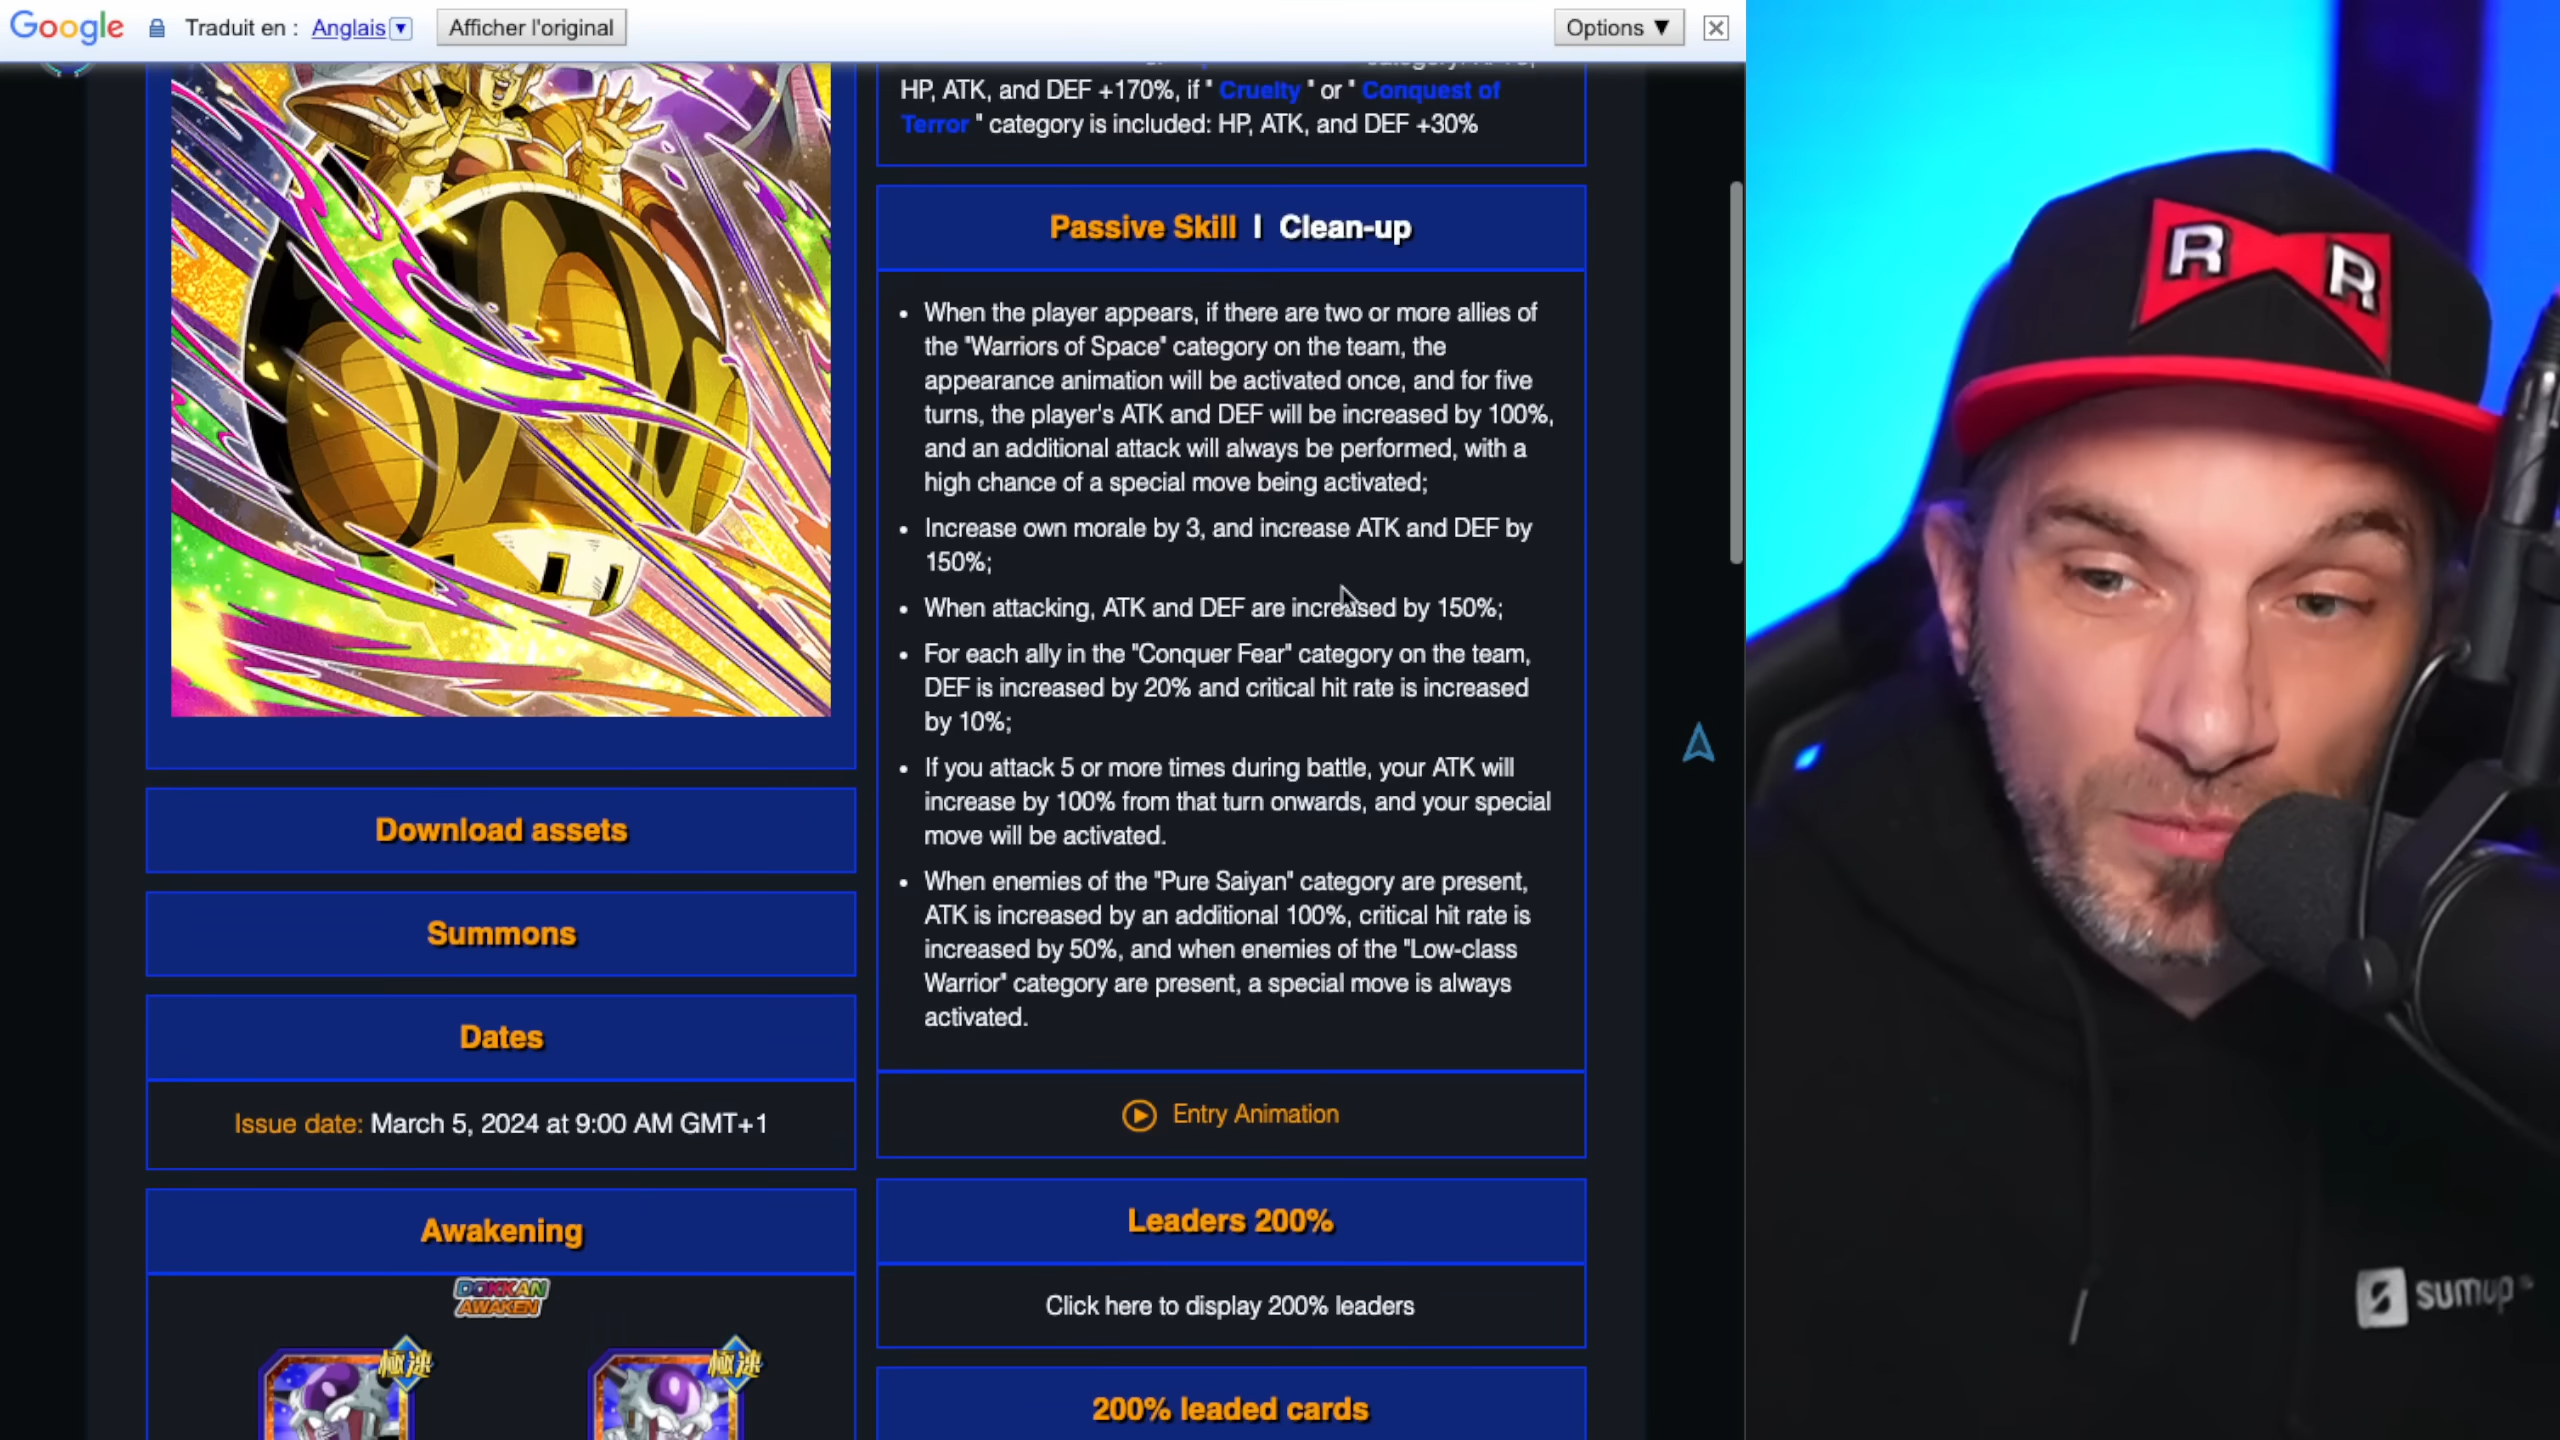 Google Traduit en : Anglais ▼ Afficher l'original Options ▼
HP, ATK, and DEF +170%, if " Cruelty " or " Conquest of
Terror " category is included: HP, ATK, and DEF +30%
Passive Skill | Clean-up
• When the player appears, if there are two or more allies of
the "Warriors of Space" category on the team, the
appearance animation will be activated once, and for five
turns, the player's ATK and DEF will be increased by 100%,
and an additional attack will always be performed, with a
high chance of a special move being activated;
• Increase own morale by 3, and increase ATK and DEF by
150%;
• When attacking, ATK and DEF are increased by 150%;
• For each ally in the "Conquer Fear" category on the team,
DEF is increased by 20% and critical hit rate is increased
by 10%;
• If you attack 5 or more times during battle, your ATK will
increase by 100% from that turn onwards, and your special
move will be activated.
• When enemies of the "Pure Saiyan" category are present,
ATK is increased by an additional 100%, critical hit rate is
increased by 50%, and when enemies of the "Low-class
Warrior" category are present, a special move is always
activated.
Entry Animation
Leaders 200%
Click here to display 200% leaders
200% leaded cards
Download assets
Summons
Dates
Issue date: March 5, 2024 at 9:00 AM GMT+1
Awakening
DOKKAN
AWAKEN
極速 極速
R R
sumup